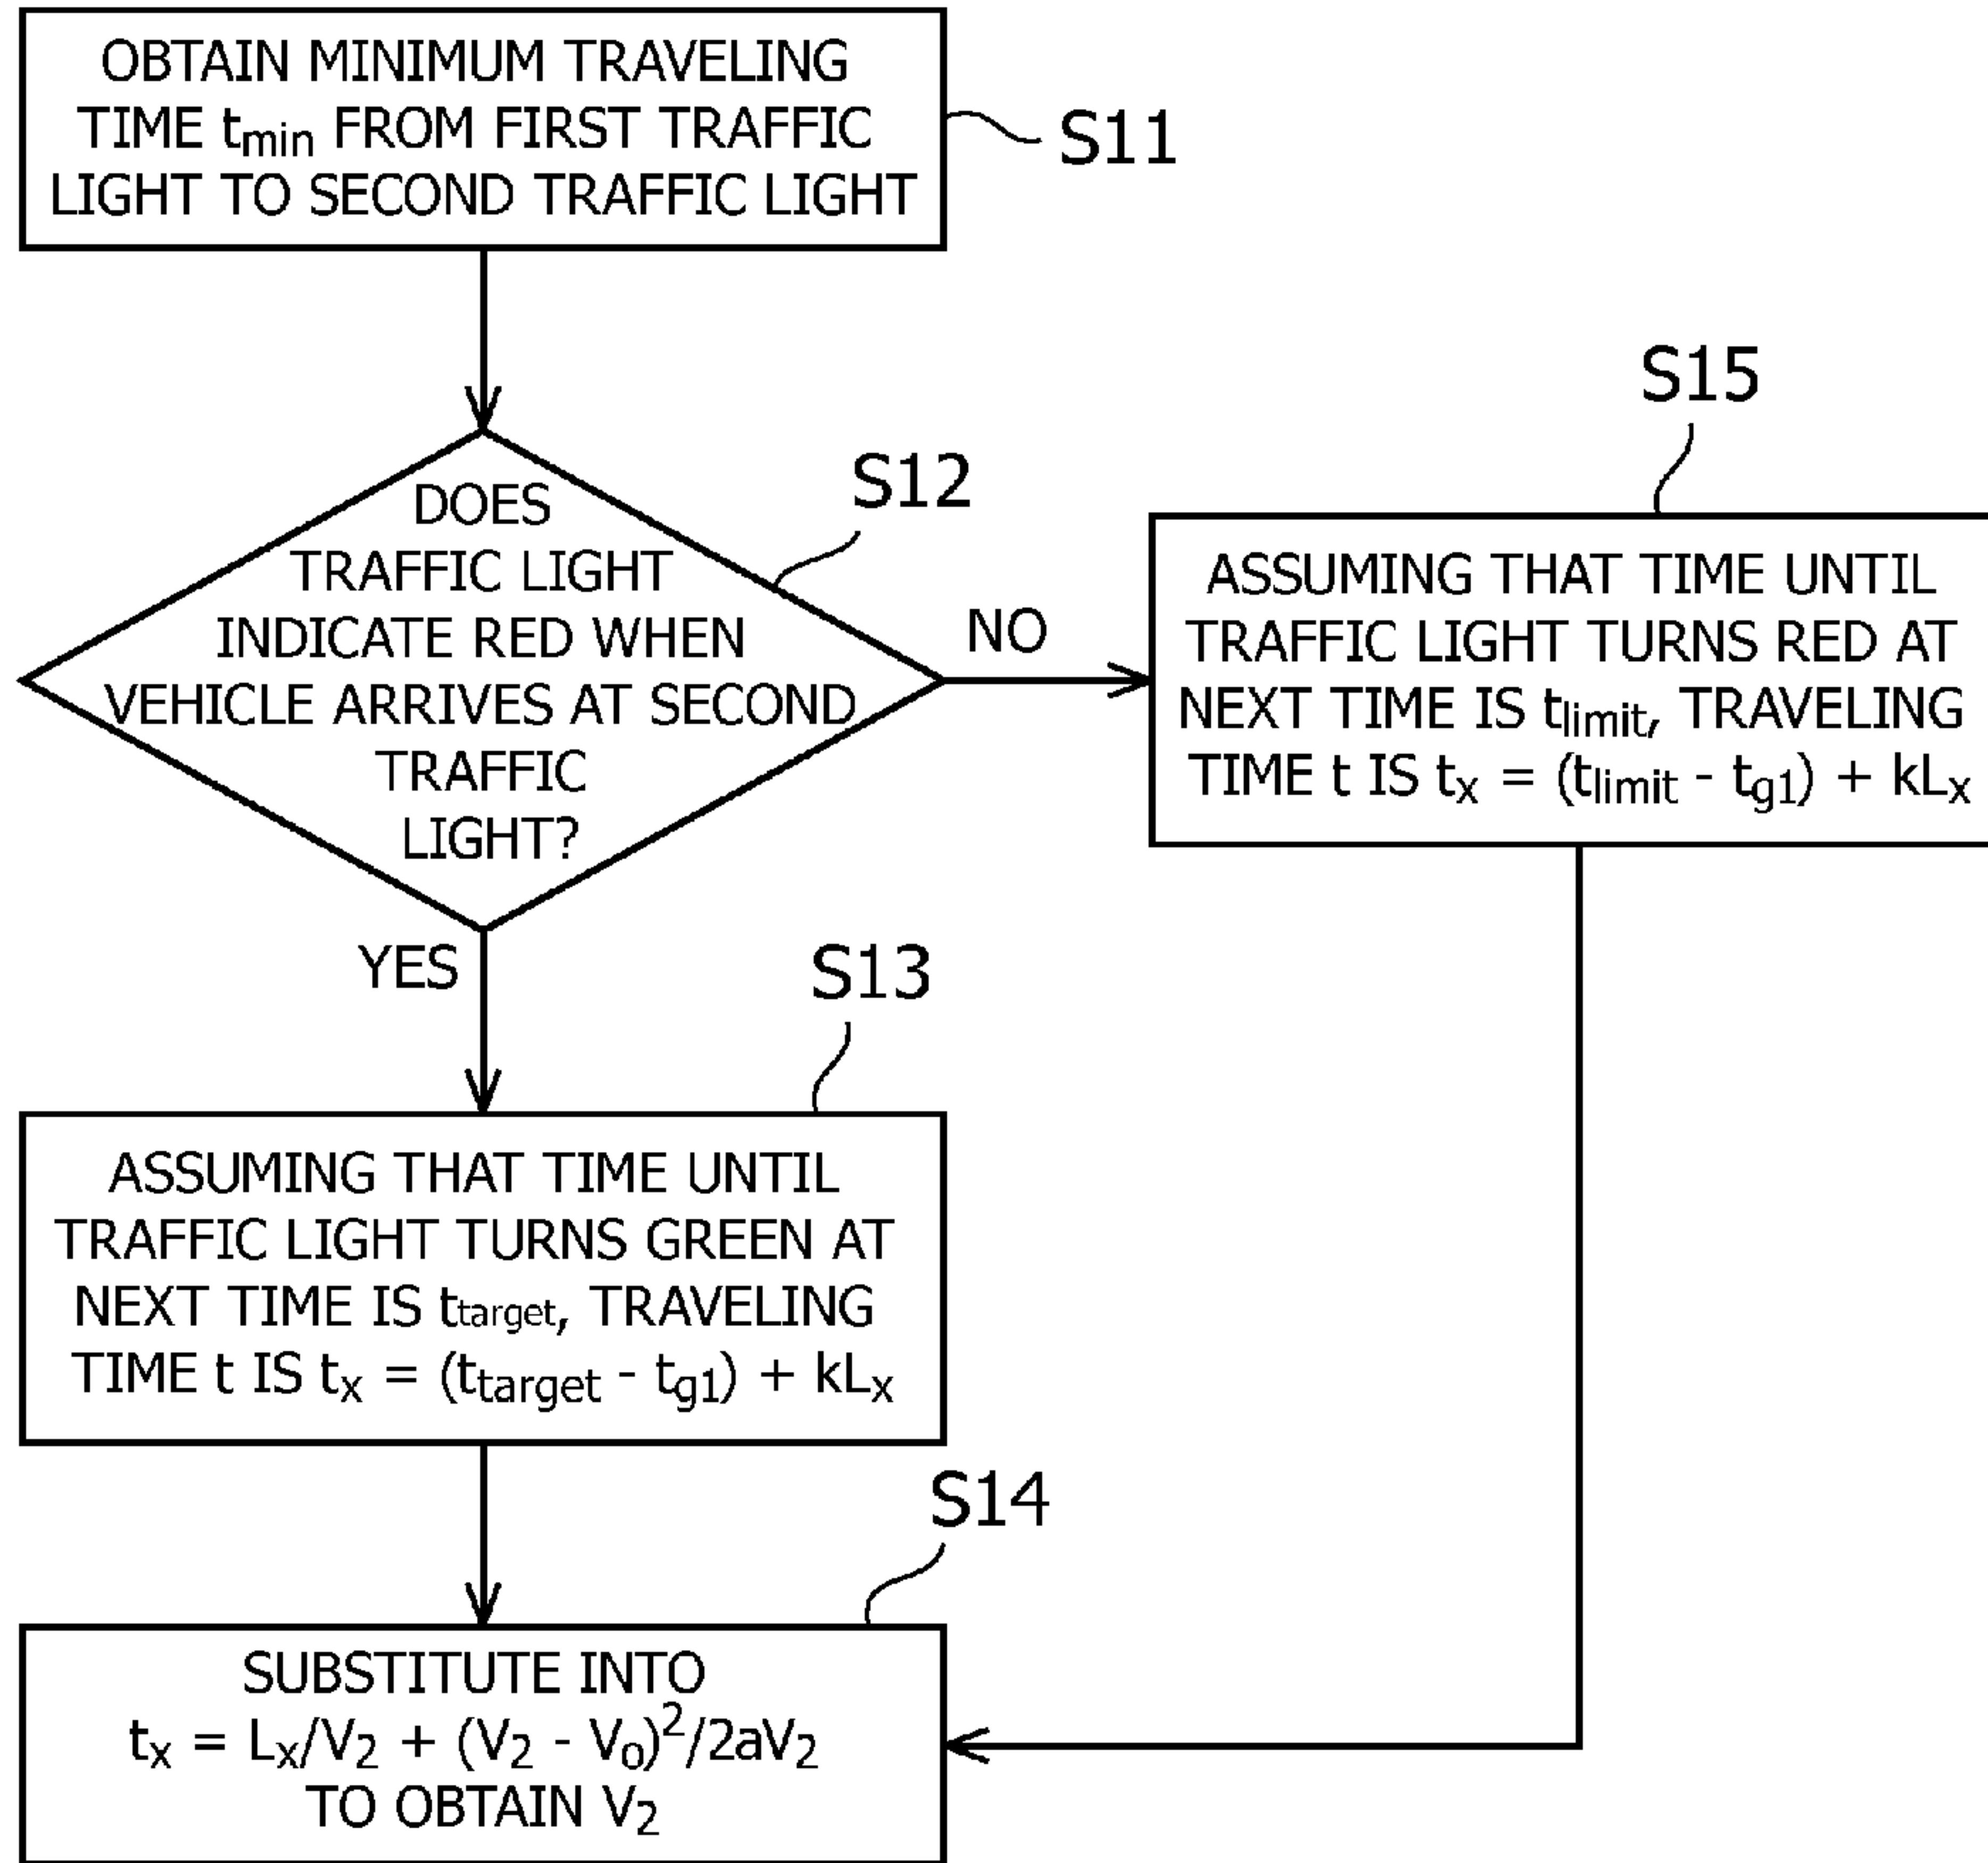 OBTAIN MINIMUM TRAVELING
TIME tmin FROM FIRST TRAFFIC
LIGHT TO SECOND TRAFFIC LIGHT
S11
DOES
TRAFFIC LIGHT
INDICATE RED WHEN
VEHICLE ARRIVES AT SECOND
TRAFFIC
LIGHT?
S12
NO
YES
S15
ASSUMING THAT TIME UNTIL
TRAFFIC LIGHT TURNS RED AT
NEXT TIME IS tlimit, TRAVELING
TIME t IS tx = (tlimit - tg1) + kLx
S13
ASSUMING THAT TIME UNTIL
TRAFFIC LIGHT TURNS GREEN AT
NEXT TIME IS ttarget, TRAVELING
TIME t IS tx = (ttarget - tg1) + kLx
S14
SUBSTITUTE INTO
tx = Lx/V2 + (V2 - Vo)²/2aV2
TO OBTAIN V2